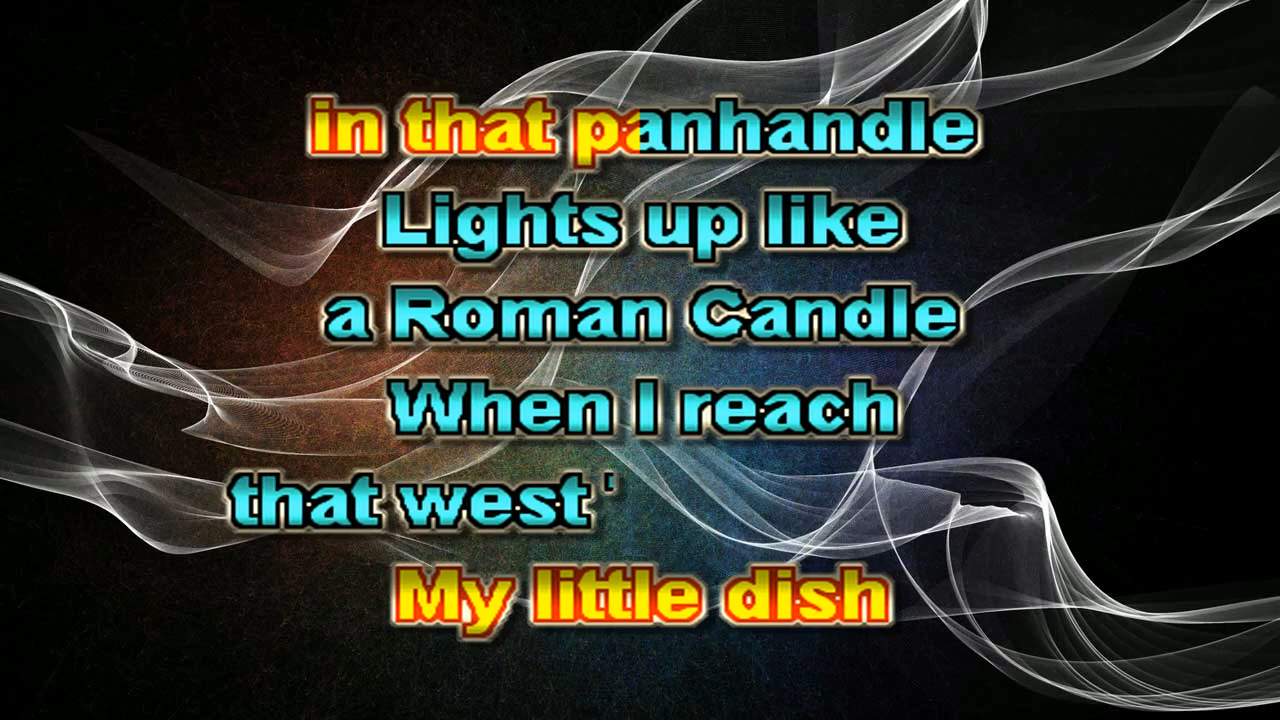 in that panhandle
Lights up like
a Roman Candle
When I reach
that west '
My little dish